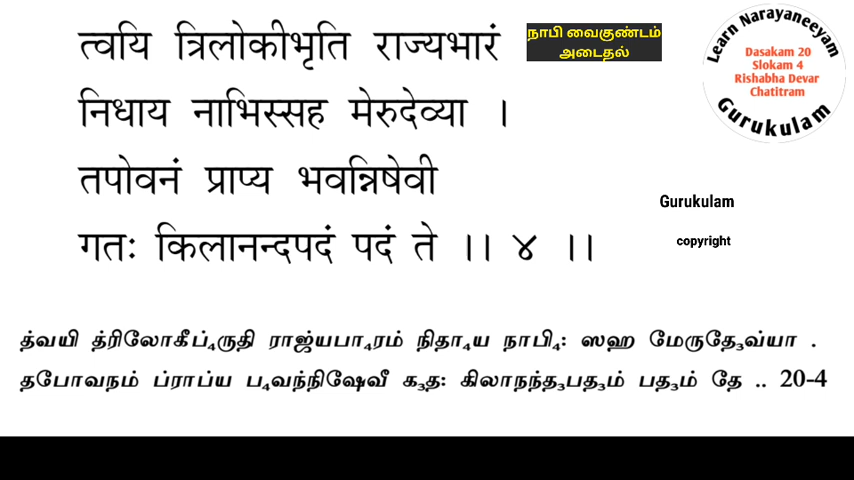 त्वयि त्रिलोकीभृति राज्यभारं
निधाय नाभिस्सह मेरुदेव्या ।
तपोवनं प्राप्य भवन्निषेवी
गतः किलानन्दपदं पदं ते ।। ४ ।।
நாபி வைகுண்டம்
அடைதல்
Learn Narayaneeyam
Dasakam 20
Slokam 4
Rishabha Devar
Chatitram
Gurukulam
Gurukulam
copyright
த்வயி த்ரிலோகீப்₄ருதி ராஜ்யபா₄ரம் நிதா₄ய நாபி₄: ஸஹ மேருதே₃வ்யா .
தபோவநம் ப்ராப்ய ப₄வந்நிஷேவீ க₃த: கிலாநந்த₃பத₃ம் பத₃ம் தே .. 20-4